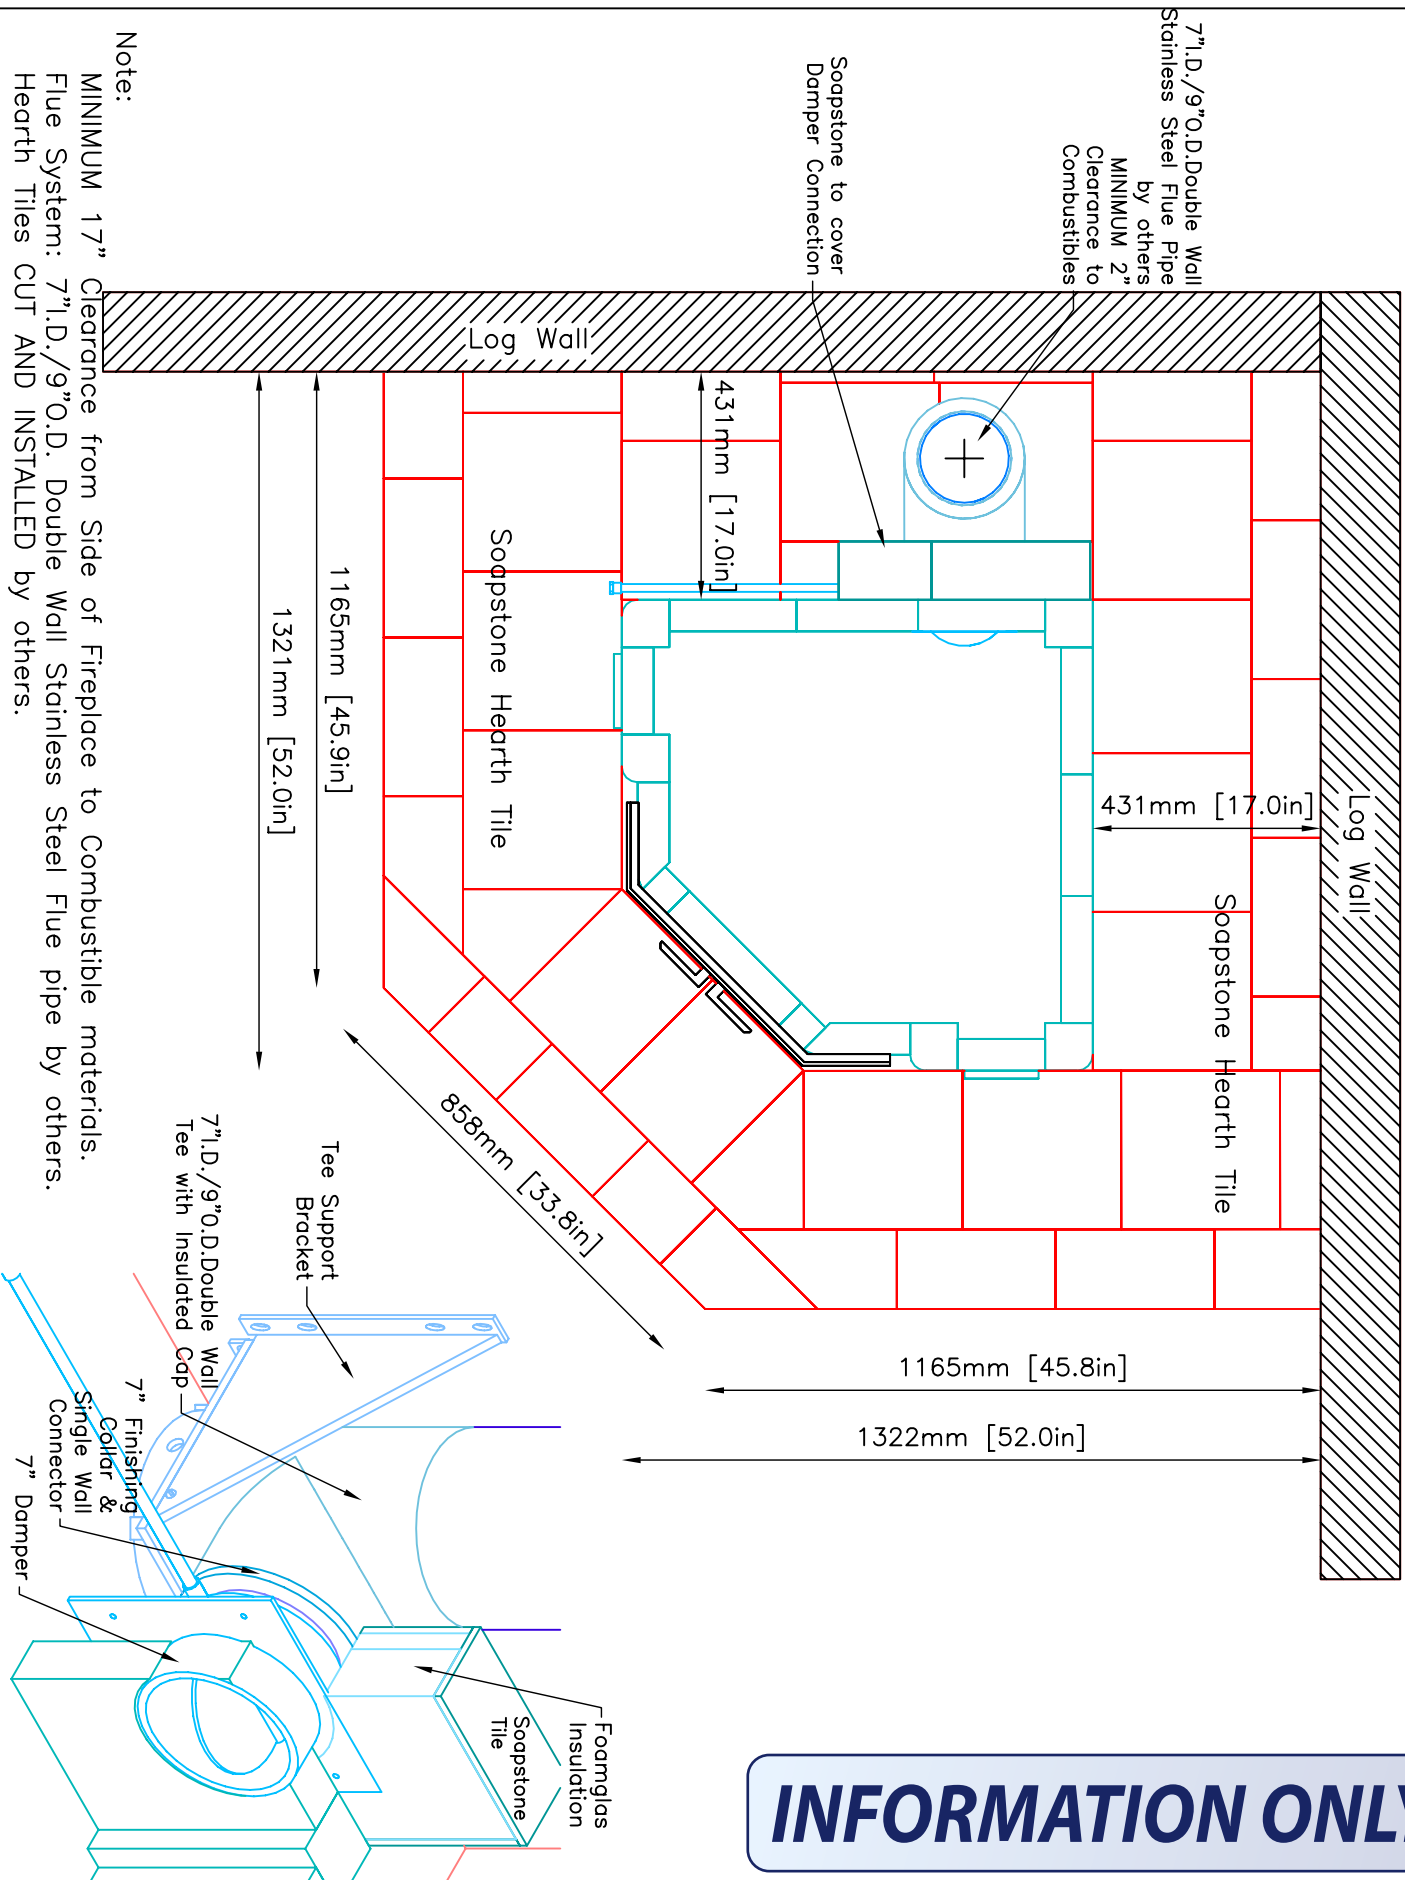 7"I.D./9"O.D.Double Wall
Stainless Steel Flue Pipe
by others
MINIMUM 2"
Clearance to
Combustibles
Soapstone to cover
Damper Connection
Log Wall
Log Wall
431mm [17.0in]
431mm [17.0in]
Soapstone Hearth Tile
Soapstone Hearth Tile
1165mm [45.9in]
1321mm [52.0in]
858mm [33.8in]
1165mm [45.8in]
1322mm [52.0in]
Note:
MINIMUM 17" Clearance from Side of Fireplace to Combustible materials.
Flue System: 7"I.D./9"O.D. Double Wall Stainless Steel Flue pipe by others.
Hearth Tiles CUT AND INSTALLED by others.
Tee Support
Bracket
7"I.D./9"O.D.Double Wall
Tee with Insulated Cap
7" Finishing
Collar &
Single Wall
Connector
7" Damper
Foamglas
Insulation
Soapstone
Tile
INFORMATION ONLY